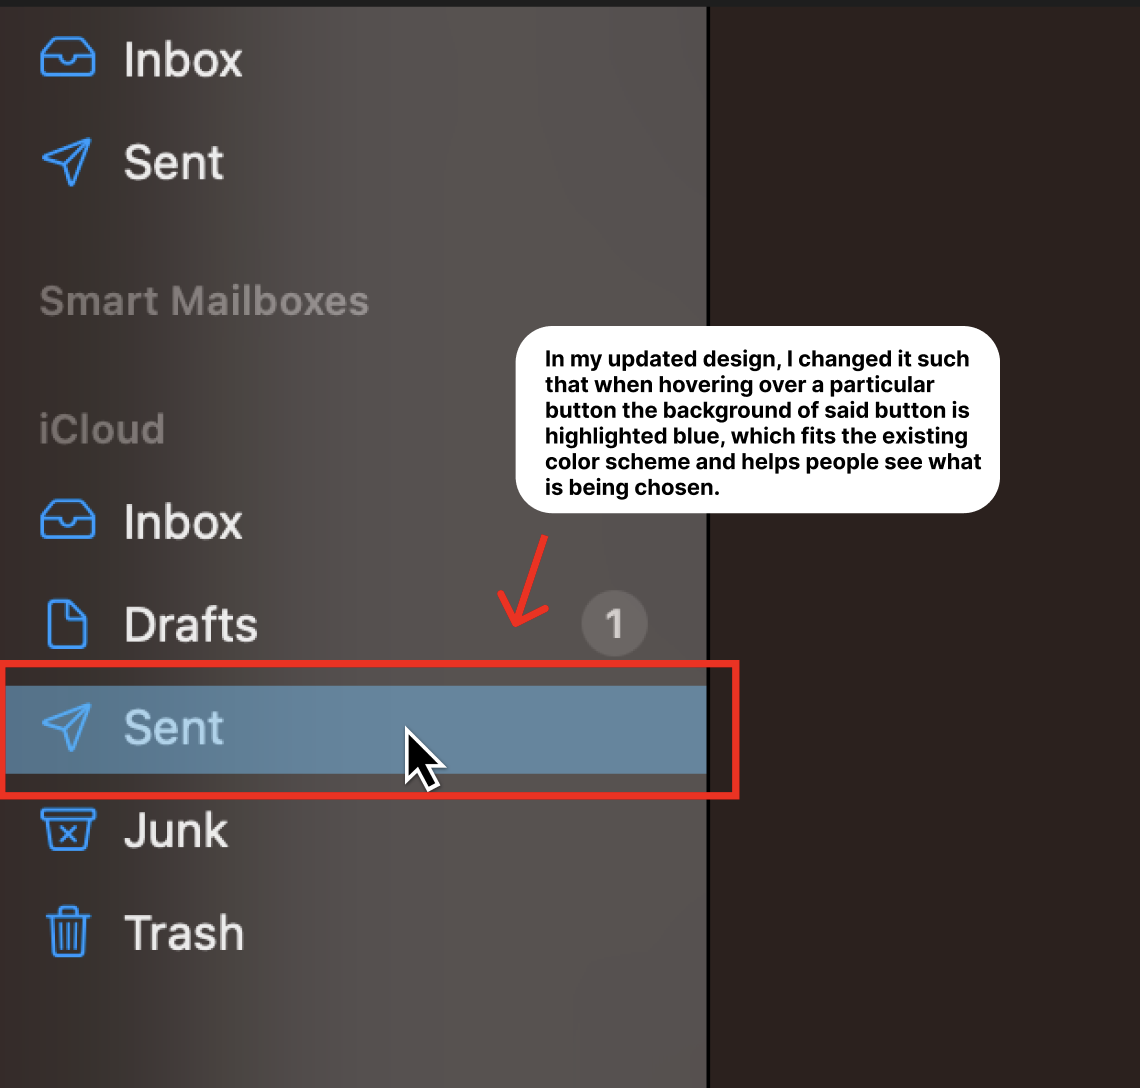 Inbox
Sent
Smart Mailboxes
In my updated design, I changed it such
that when hovering over a particular
button the background of said button is
highlighted blue, which fits the existing
color scheme and helps people see what
is being chosen.
iCloud
Inbox
Drafts 1
Sent
Junk
Trash